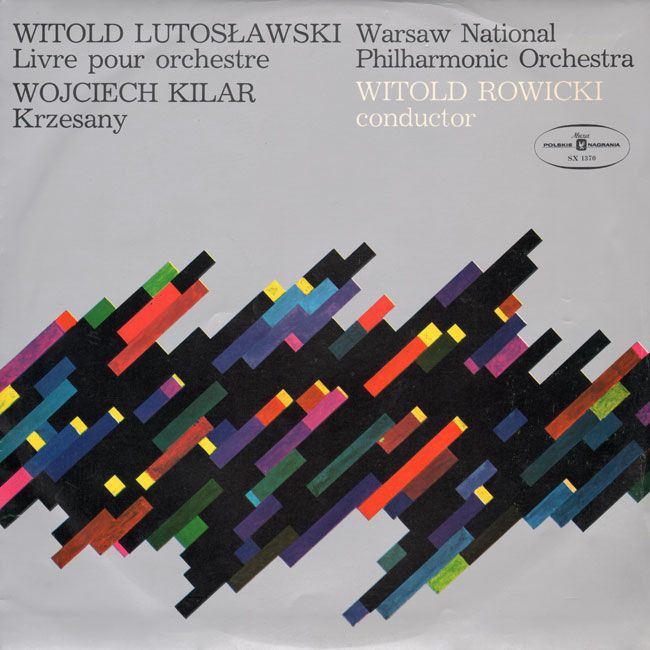 WITOLD LUTOSŁAWSKI
Livre pour orchestre
WOJCIECH KILAR
Krzesany
Warsaw National
Philharmonic Orchestra
WITOLD ROWICKI
conductor
Muza
POLSKIE NAGRANIA
SX 1370